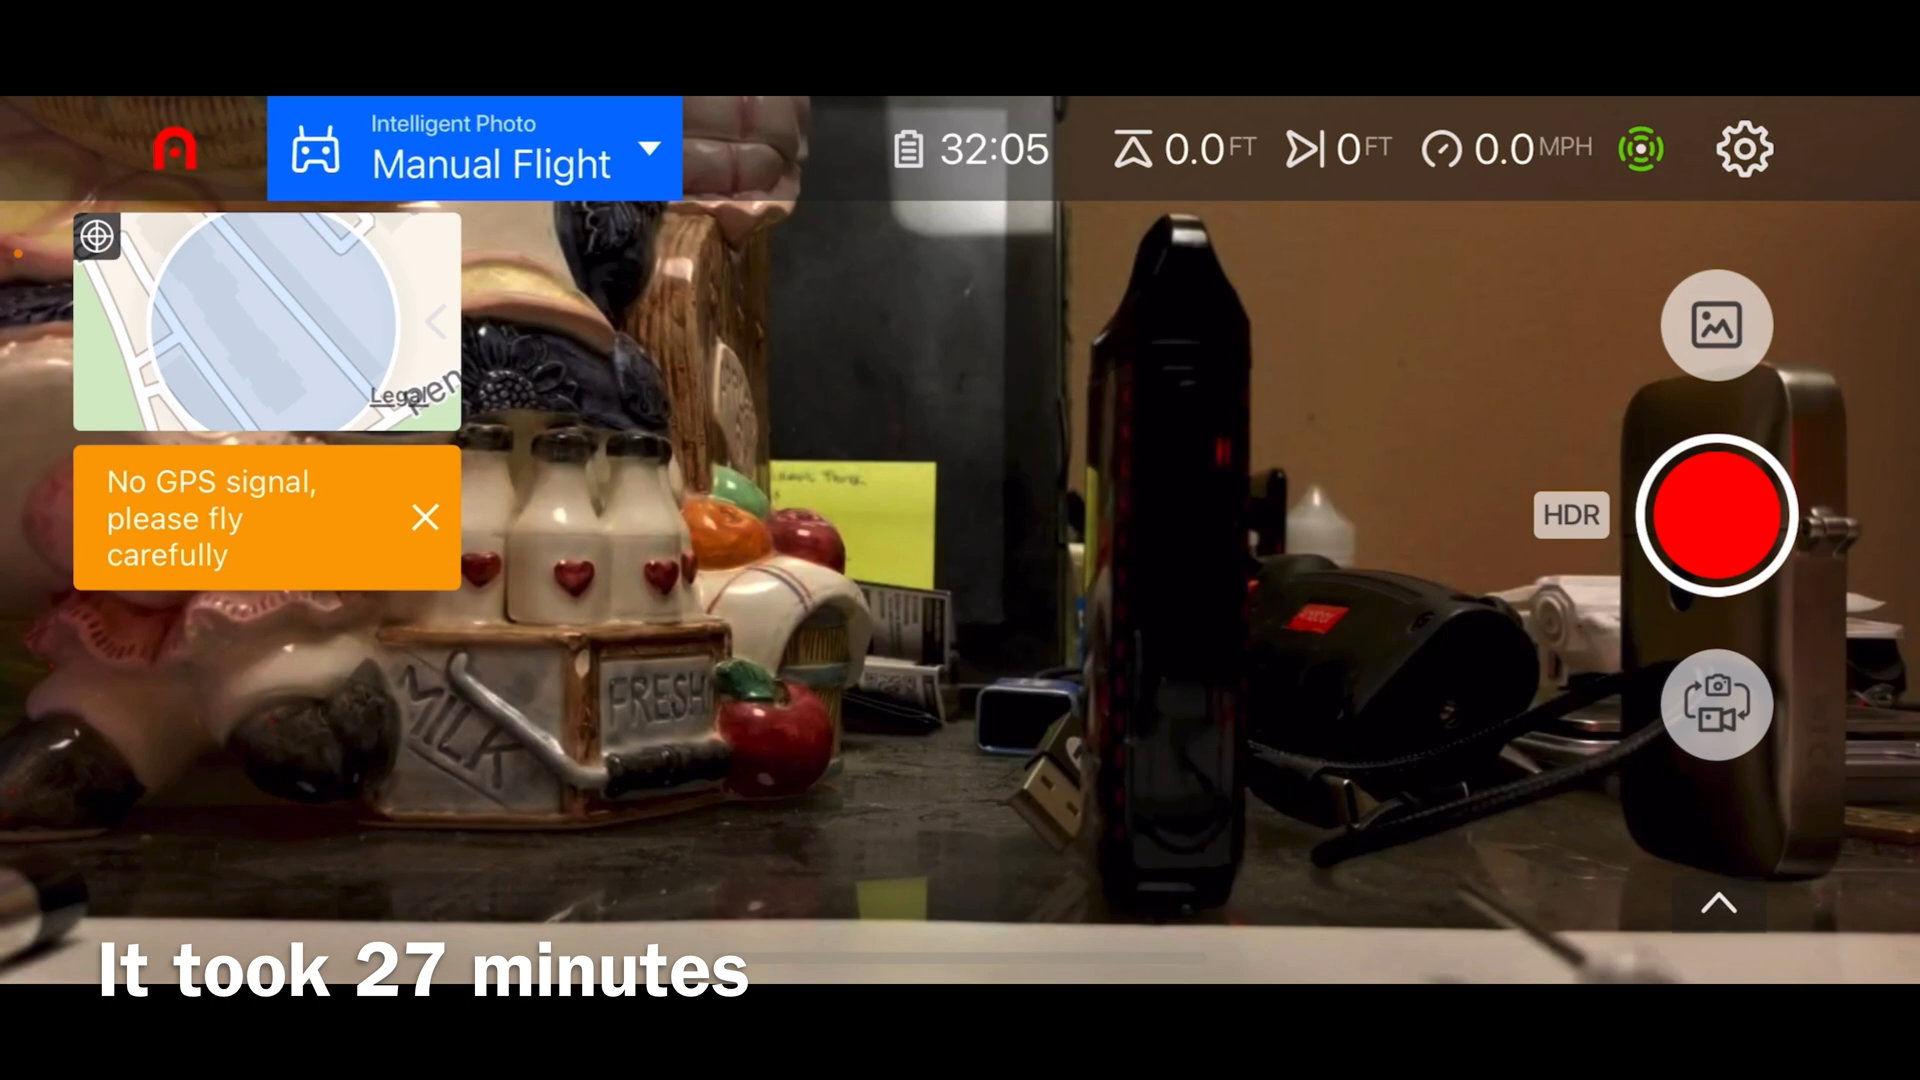 Intelligent Photo
Manual Flight
32:05
0.0FT
0FT
0.0MPH
Legal
No GPS signal,
please fly
carefully
HDR
MILK
FRESH
It took 27 minutes